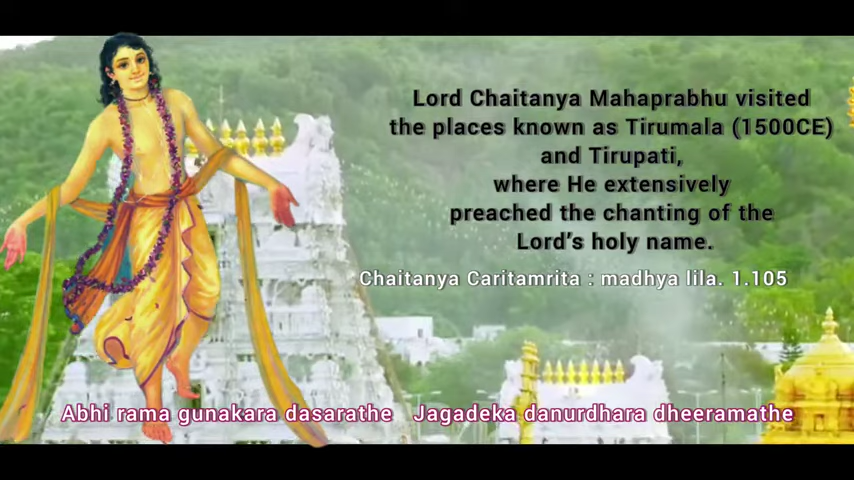 Lord Chaitanya Mahaprabhu visited
the places known as Tirumala (1500CE)
and Tirupati,
where He extensively
preached the chanting of the
Lord's holy name.
Chaitanya Caritamrita : madhya lila. 1.105
Abhi rama gunakara dasarathe Jagadeka danurdhara dheeramathe